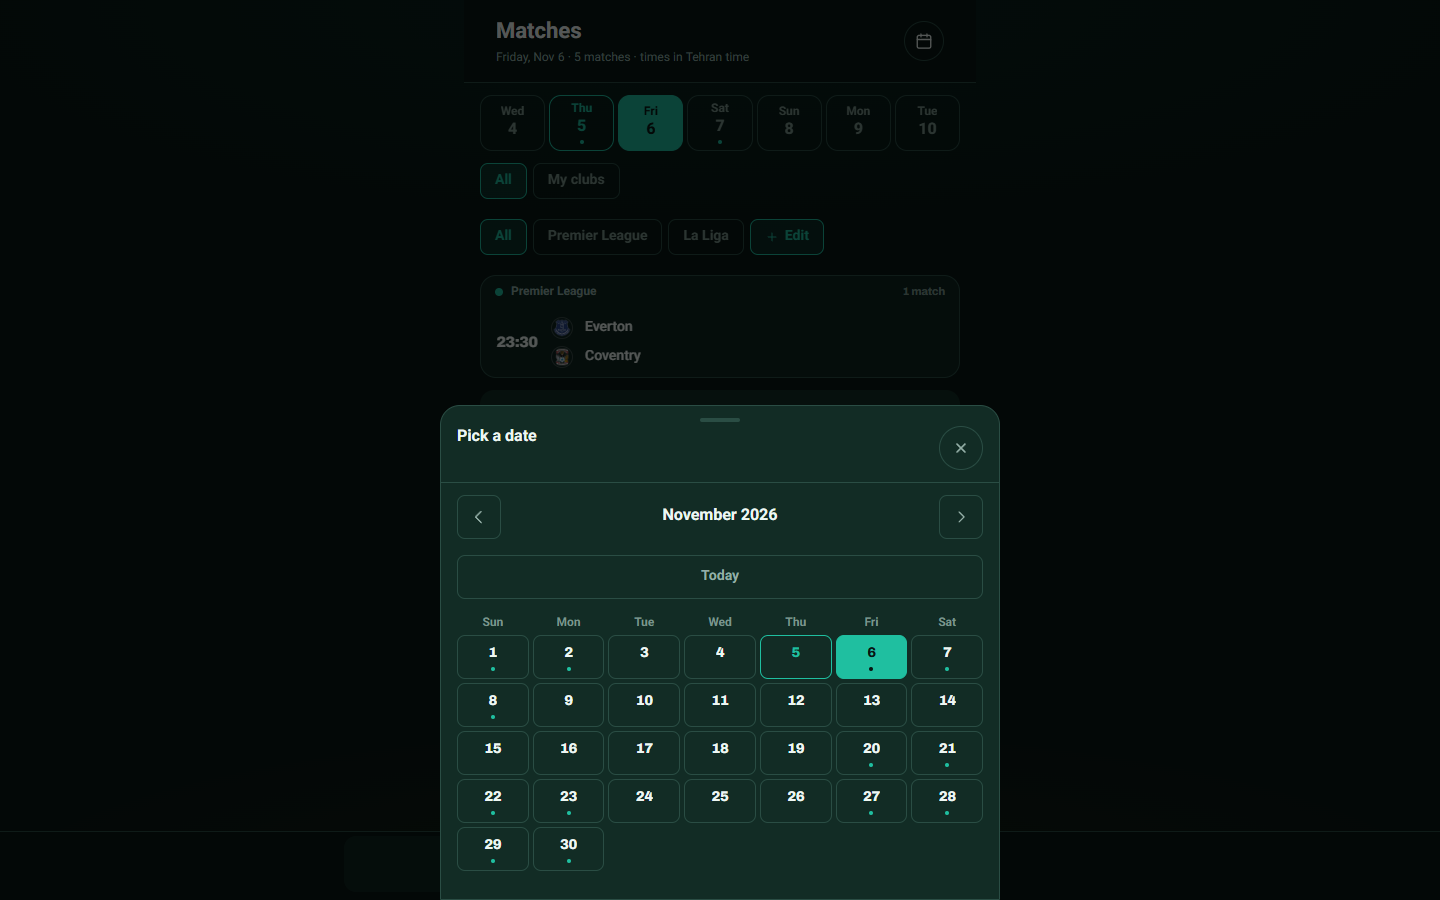 Matches
Friday, Nov 6 · 5 matches · times in Tehran time
Wed Thu Fri Sat Sun Mon Tue
4 5 6 7 8 9 10
All My clubs
All Premier League La Liga + Edit
Premier League 1 match
23:30
Everton
Coventry
Pick a date
November 2026
Today
Sun Mon Tue Wed Thu Fri Sat
1 2 3 4 5 6 7
8 9 10 11 12 13 14
15 16 17 18 19 20 21
22 23 24 25 26 27 28
29 30